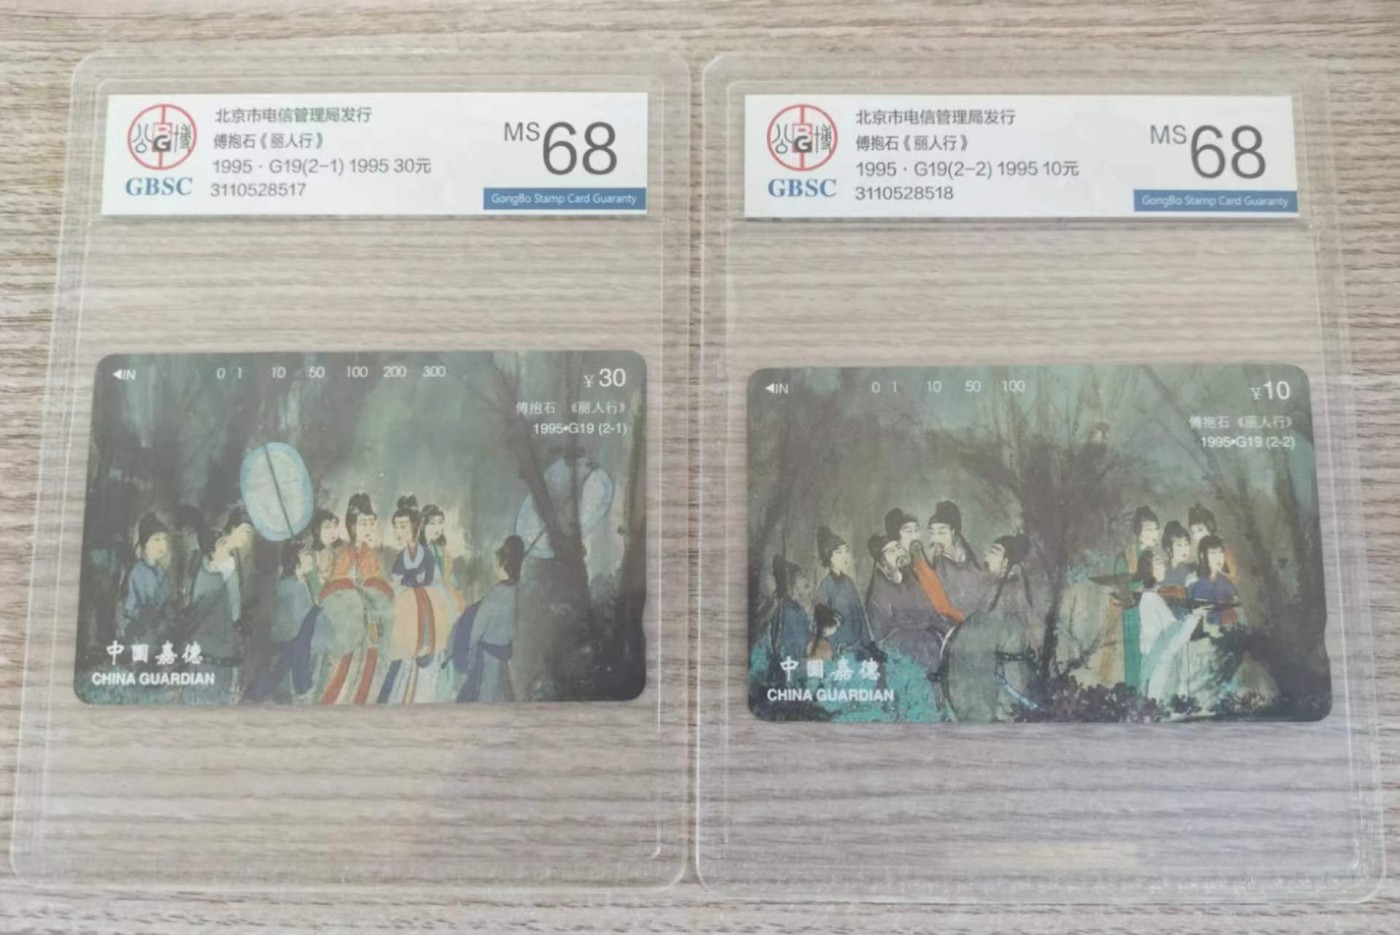 公博
GBSC
北京市电信管理局发行
傅抱石《丽人行》
1995·G19(2-1) 1995 30元
3110528517
MS68
GongBo Stamp Card Guaranty
◀IN
0 1 10 50 100 200 300
¥30
傅抱石 《丽人行》
1995•G19 (2-1)
中国嘉德
CHINA GUARDIAN
公博
GBSC
北京市电信管理局发行
傅抱石《丽人行》
1995·G19(2-2) 1995 10元
3110528518
MS68
GongBo Stamp Card Guaranty
◀IN
0 1 10 50 100
¥10
傅抱石《丽人行》
1995•G19 (2-2)
中国嘉德
CHINA GUARDIAN